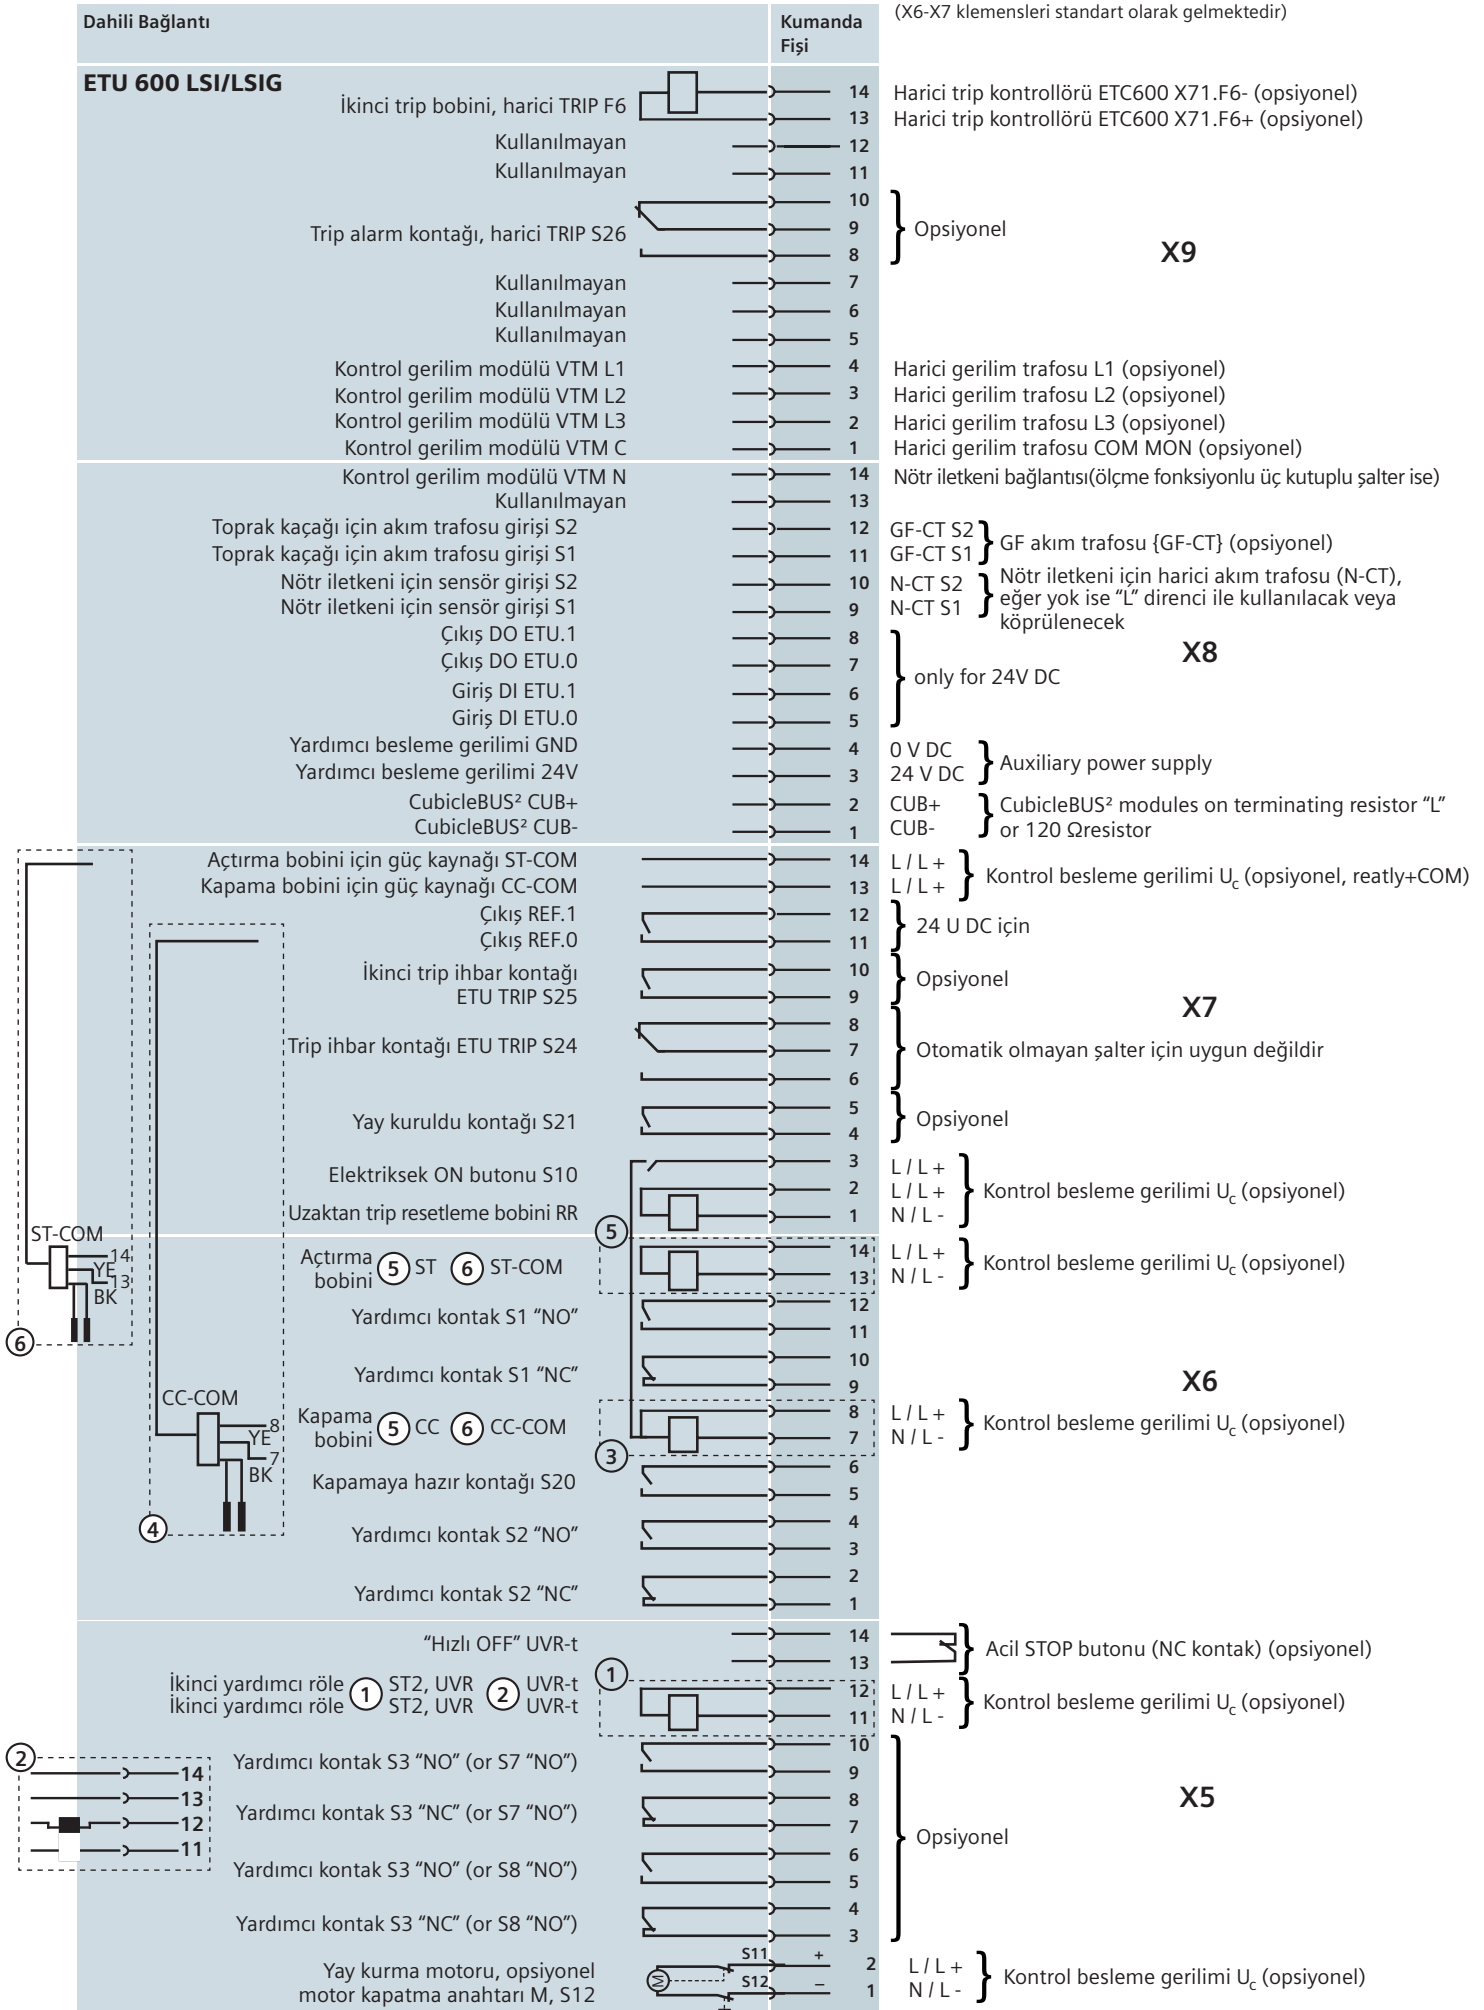 (X6-X7 klemensleri standart olarak gelmektedir)
Dahili Bağlantı
Kumanda
Fişi
ETU 600 LSI/LSIG
İkinci trip bobini, harici TRIP F6
14 Harici trip kontrollörü ETC600 X71.F6- (opsiyonel)
13 Harici trip kontrollörü ETC600 X71.F6+ (opsiyonel)
Kullanılmayan 12
Kullanılmayan 11
10
Trip alarm kontağı, harici TRIP S26 9 Opsiyonel
8
X9
Kullanılmayan 7
Kullanılmayan 6
Kullanılmayan 5
Kontrol gerilim modülü VTM L1 4 Harici gerilim trafosu L1 (opsiyonel)
Kontrol gerilim modülü VTM L2 3 Harici gerilim trafosu L2 (opsiyonel)
Kontrol gerilim modülü VTM L3 2 Harici gerilim trafosu L3 (opsiyonel)
Kontrol gerilim modülü VTM C 1 Harici gerilim trafosu COM MON (opsiyonel)
Kontrol gerilim modülü VTM N 14 Nötr iletkeni bağlantısı(ölçme fonksiyonlu üç kutuplu şalter ise)
Kullanılmayan 13
Toprak kaçağı için akım trafosu girişi S2 12 GF-CT S2
Toprak kaçağı için akım trafosu girişi S1 11 GF-CT S1
GF akım trafosu {GF-CT} (opsiyonel)
Nötr iletkeni için sensör girişi S2 10 N-CT S2
Nötr iletkeni için sensör girişi S1 9 N-CT S1
Nötr iletkeni için harici akım trafosu (N-CT),
eğer yok ise “L” direnci ile kullanılacak veya
köprülenecek
Çıkış DO ETU.1 8
X8
Çıkış DO ETU.0 7
only for 24V DC
Giriş DI ETU.1 6
Giriş DI ETU.0 5
Yardımcı besleme gerilimi GND 4 0 V DC
Yardımcı besleme gerilimi 24V 3 24 V DC
Auxiliary power supply
CubicleBUS² CUB+ 2 CUB+
CubicleBUS² CUB- 1 CUB-
CubicleBUS² modules on terminating resistor “L”
or 120 Ωresistor
Açtırma bobini için güç kaynağı ST-COM 14 L / L +
Kapama bobini için güç kaynağı CC-COM 13 L / L +
Kontrol besleme gerilimi Uc (opsiyonel, reatly+COM)
Çıkış REF.1 12
Çıkış REF.0 11
24 U DC için
İkinci trip ihbar kontağı 10
ETU TRIP S25 9
Opsiyonel
X7
8
Trip ihbar kontağı ETU TRIP S24 7 Otomatik olmayan şalter için uygun değildir
6
5
Yay kuruldu kontağı S21 4
Opsiyonel
Elektriksek ON butonu S10 3 L / L +
2 L / L +
Uzaktan trip resetleme bobini RR 1 N / L -
Kontrol besleme gerilimi Uc (opsiyonel)
5
ST-COM
14
YE
13
BK
6
Açtırma
bobini
5 ST 6 ST-COM
14 L / L +
13 N / L -
Kontrol besleme gerilimi Uc (opsiyonel)
Yardımcı kontak S1 “NO” 12
11
Yardımcı kontak S1 “NC” 10
9
X6
CC-COM
8
YE
7
BK
4
Kapama
bobini
5 CC 6 CC-COM
8 L / L +
7 N / L -
Kontrol besleme gerilimi Uc (opsiyonel)
3
Kapamaya hazır kontağı S20 6
5
Yardımcı kontak S2 “NO” 4
3
Yardımcı kontak S2 “NC” 2
1
“Hızlı OFF” UVR-t 14
13
Acil STOP butonu (NC kontak) (opsiyonel)
1
İkinci yardımcı röle
İkinci yardımcı röle
1 ST2, UVR
ST2, UVR
2 UVR-t
UVR-t
12 L / L +
11 N / L -
Kontrol besleme gerilimi Uc (opsiyonel)
2
14
13
12
11
Yardımcı kontak S3 “NO” (or S7 “NO”) 10
9
X5
Yardımcı kontak S3 “NC” (or S7 “NO”) 8
7
Opsiyonel
Yardımcı kontak S3 “NO” (or S8 “NO”) 6
5
Yardımcı kontak S3 “NC” (or S8 “NO”) 4
3
Yay kurma motoru, opsiyonel
motor kapatma anahtarı M, S12
M
S11 + 2 L / L +
S12 – 1 N / L -
Kontrol besleme gerilimi Uc (opsiyonel)